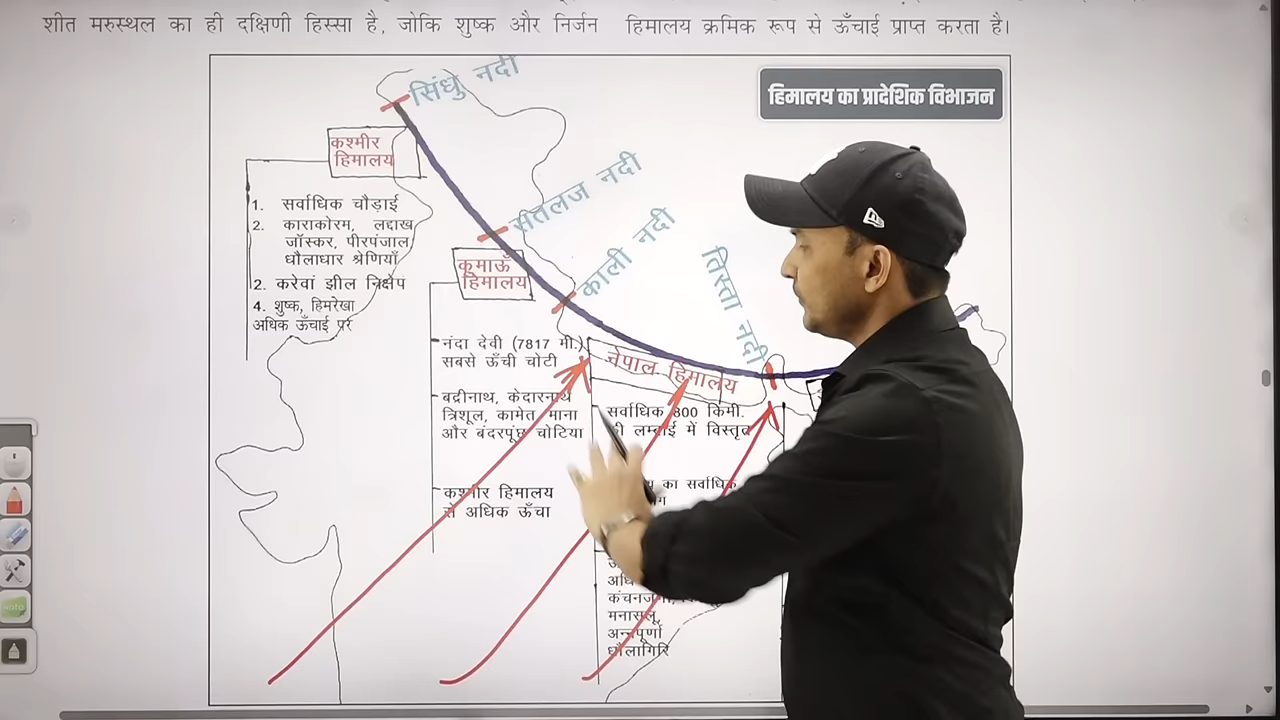 शीत मरुस्थल का ही दक्षिणी हिस्सा है, जोकि शुष्क और निर्जन
हिमालय क्रमिक रूप से ऊँचाई प्राप्त करता है।
हिमालय का प्रादेशिक विभाजन
सिंधु नदी
कश्मीर
हिमालय
1. सर्वाधिक चौड़ाई
2. काराकोरम, लद्दाख
जॉस्कर, पीरपंजाल
धौलाधार श्रेणियाँ
2. करेवां झील निक्षेप
4. शुष्क, हिमरेखा
अधिक ऊँचाई पर
सतलज नदी
कुमाऊँ
हिमालय
काली नदी
तिस्ता नदी
नंदा देवी (7817 मी.)
सबसे ऊँची चोटी
बद्रीनाथ, केदारनाथ
त्रिशूल, कामेत, माना
और बंदरपूंछ चोटिया
कश्मीर हिमालय
से अधिक ऊँचा
नेपाल हिमालय
सर्वाधिक 800 किमी.
लम्बाई में विस्तृत
का सर्वाधिक
मनासलू,
अन्नपूर्णा
धौलागिरि